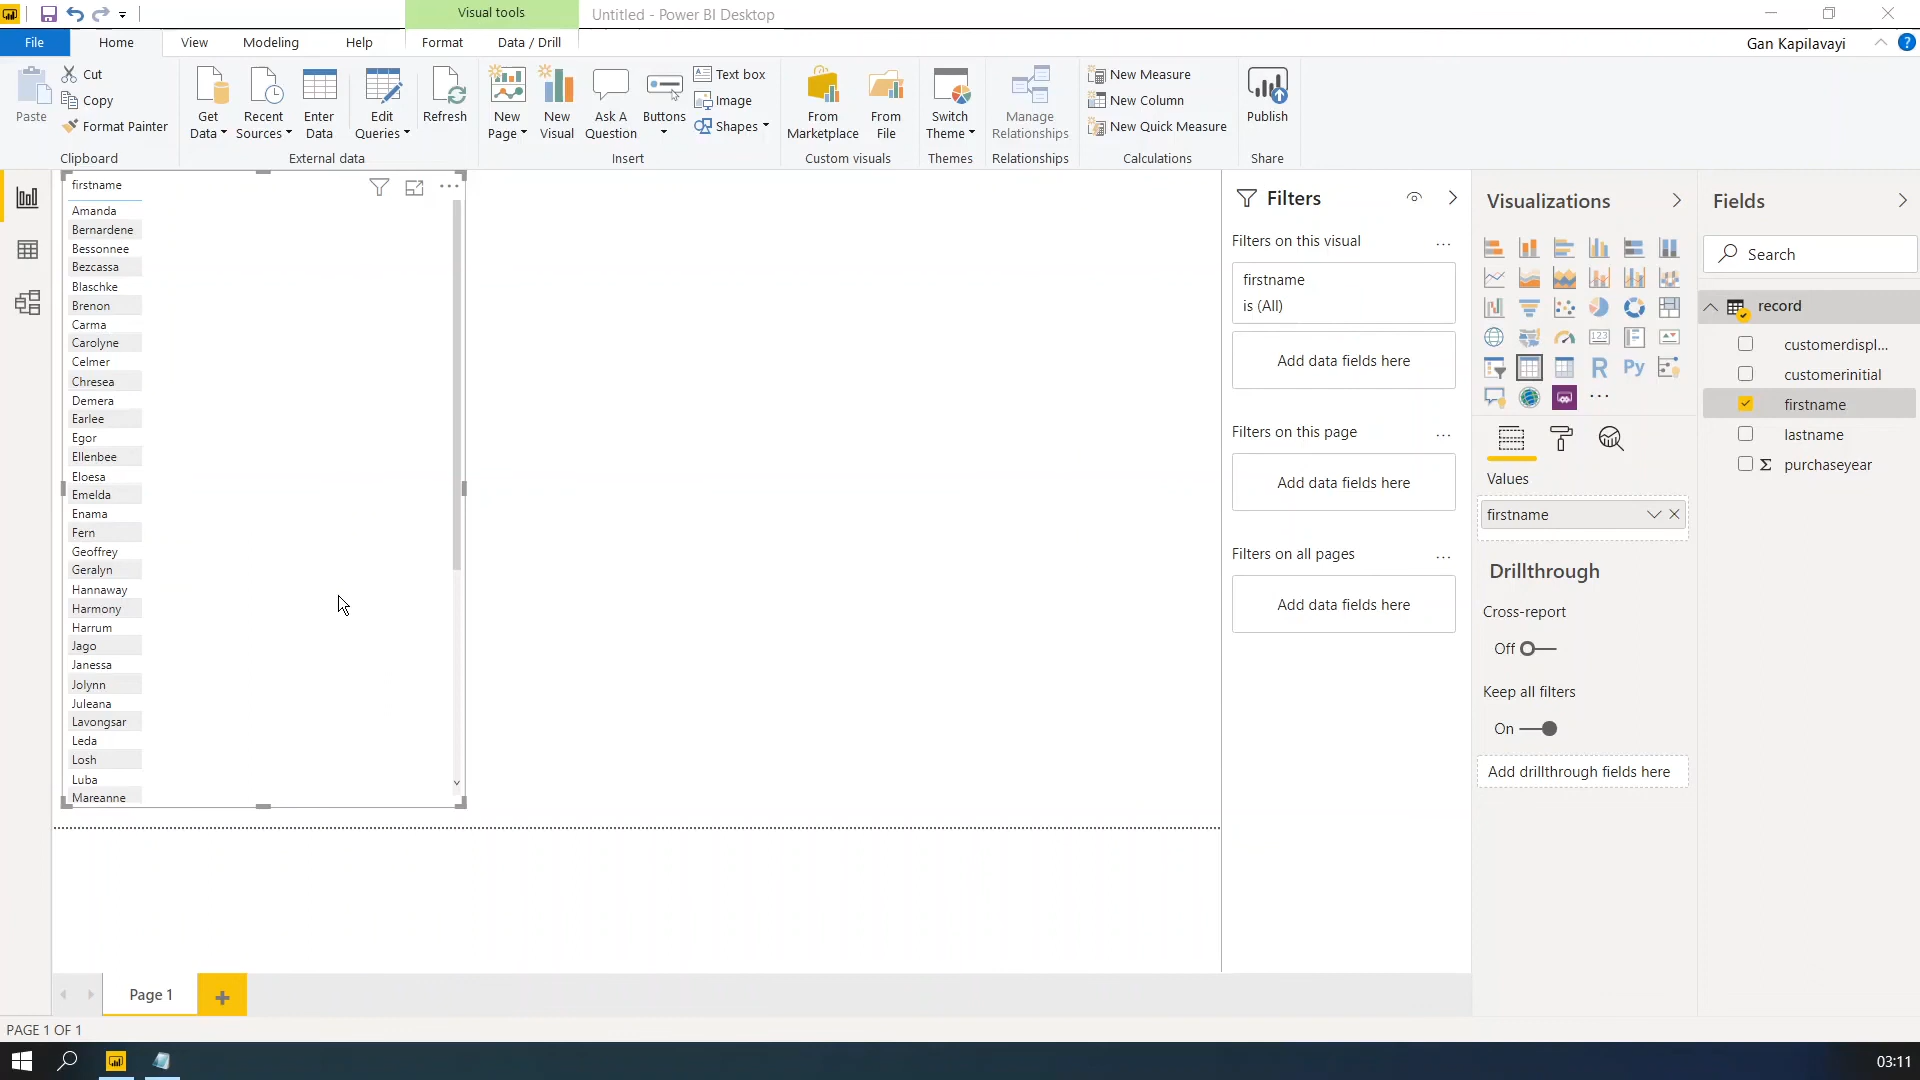 Visual tools
Untitled - Power BI Desktop
File
Home
View
Modeling
Help
Format
Data / Drill
Gan Kapilavayi
?
Paste
Cut
Copy
Format Painter
Clipboard
Get
Data
Recent
Sources
Enter
Data
Edit
Queries
Refresh
External data
New
Page
New
Visual
Ask A
Question
Buttons
Text box
Image
Shapes
Insert
From
Marketplace
From
File
Custom visuals
Switch
Theme
Themes
Manage
Relationships
Relationships
New Measure
New Column
New Quick Measure
Calculations
Publish
Share
firstname
Amanda
Bernardene
Bessonnee
Bezcassa
Blaschke
Brenon
Carma
Carolyne
Celmer
Chresea
Demera
Earlee
Egor
Ellenbee
Eloesa
Emelda
Enama
Fern
Geoffrey
Geralyn
Hannaway
Harmony
Harrum
Jago
Janessa
Jolynn
Juleana
Lavongsar
Leda
Losh
Luba
Mareanne
Filters
Filters on this visual
firstname
is (All)
Add data fields here
Filters on this page
Add data fields here
Filters on all pages
Add data fields here
Visualizations
123
R
Py
Values
firstname
Drillthrough
Cross-report
Off
Keep all filters
On
Add drillthrough fields here
Fields
Search
record
customerdispl...
customerinitial
firstname
lastname
Σ purchaseyear
Page 1
PAGE 1 OF 1
03:11